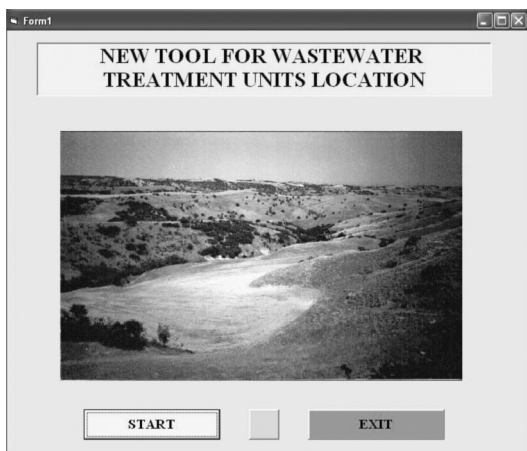 Form1
NEW TOOL FOR WASTEWATER
TREATMENT UNITS LOCATION
START
EXIT